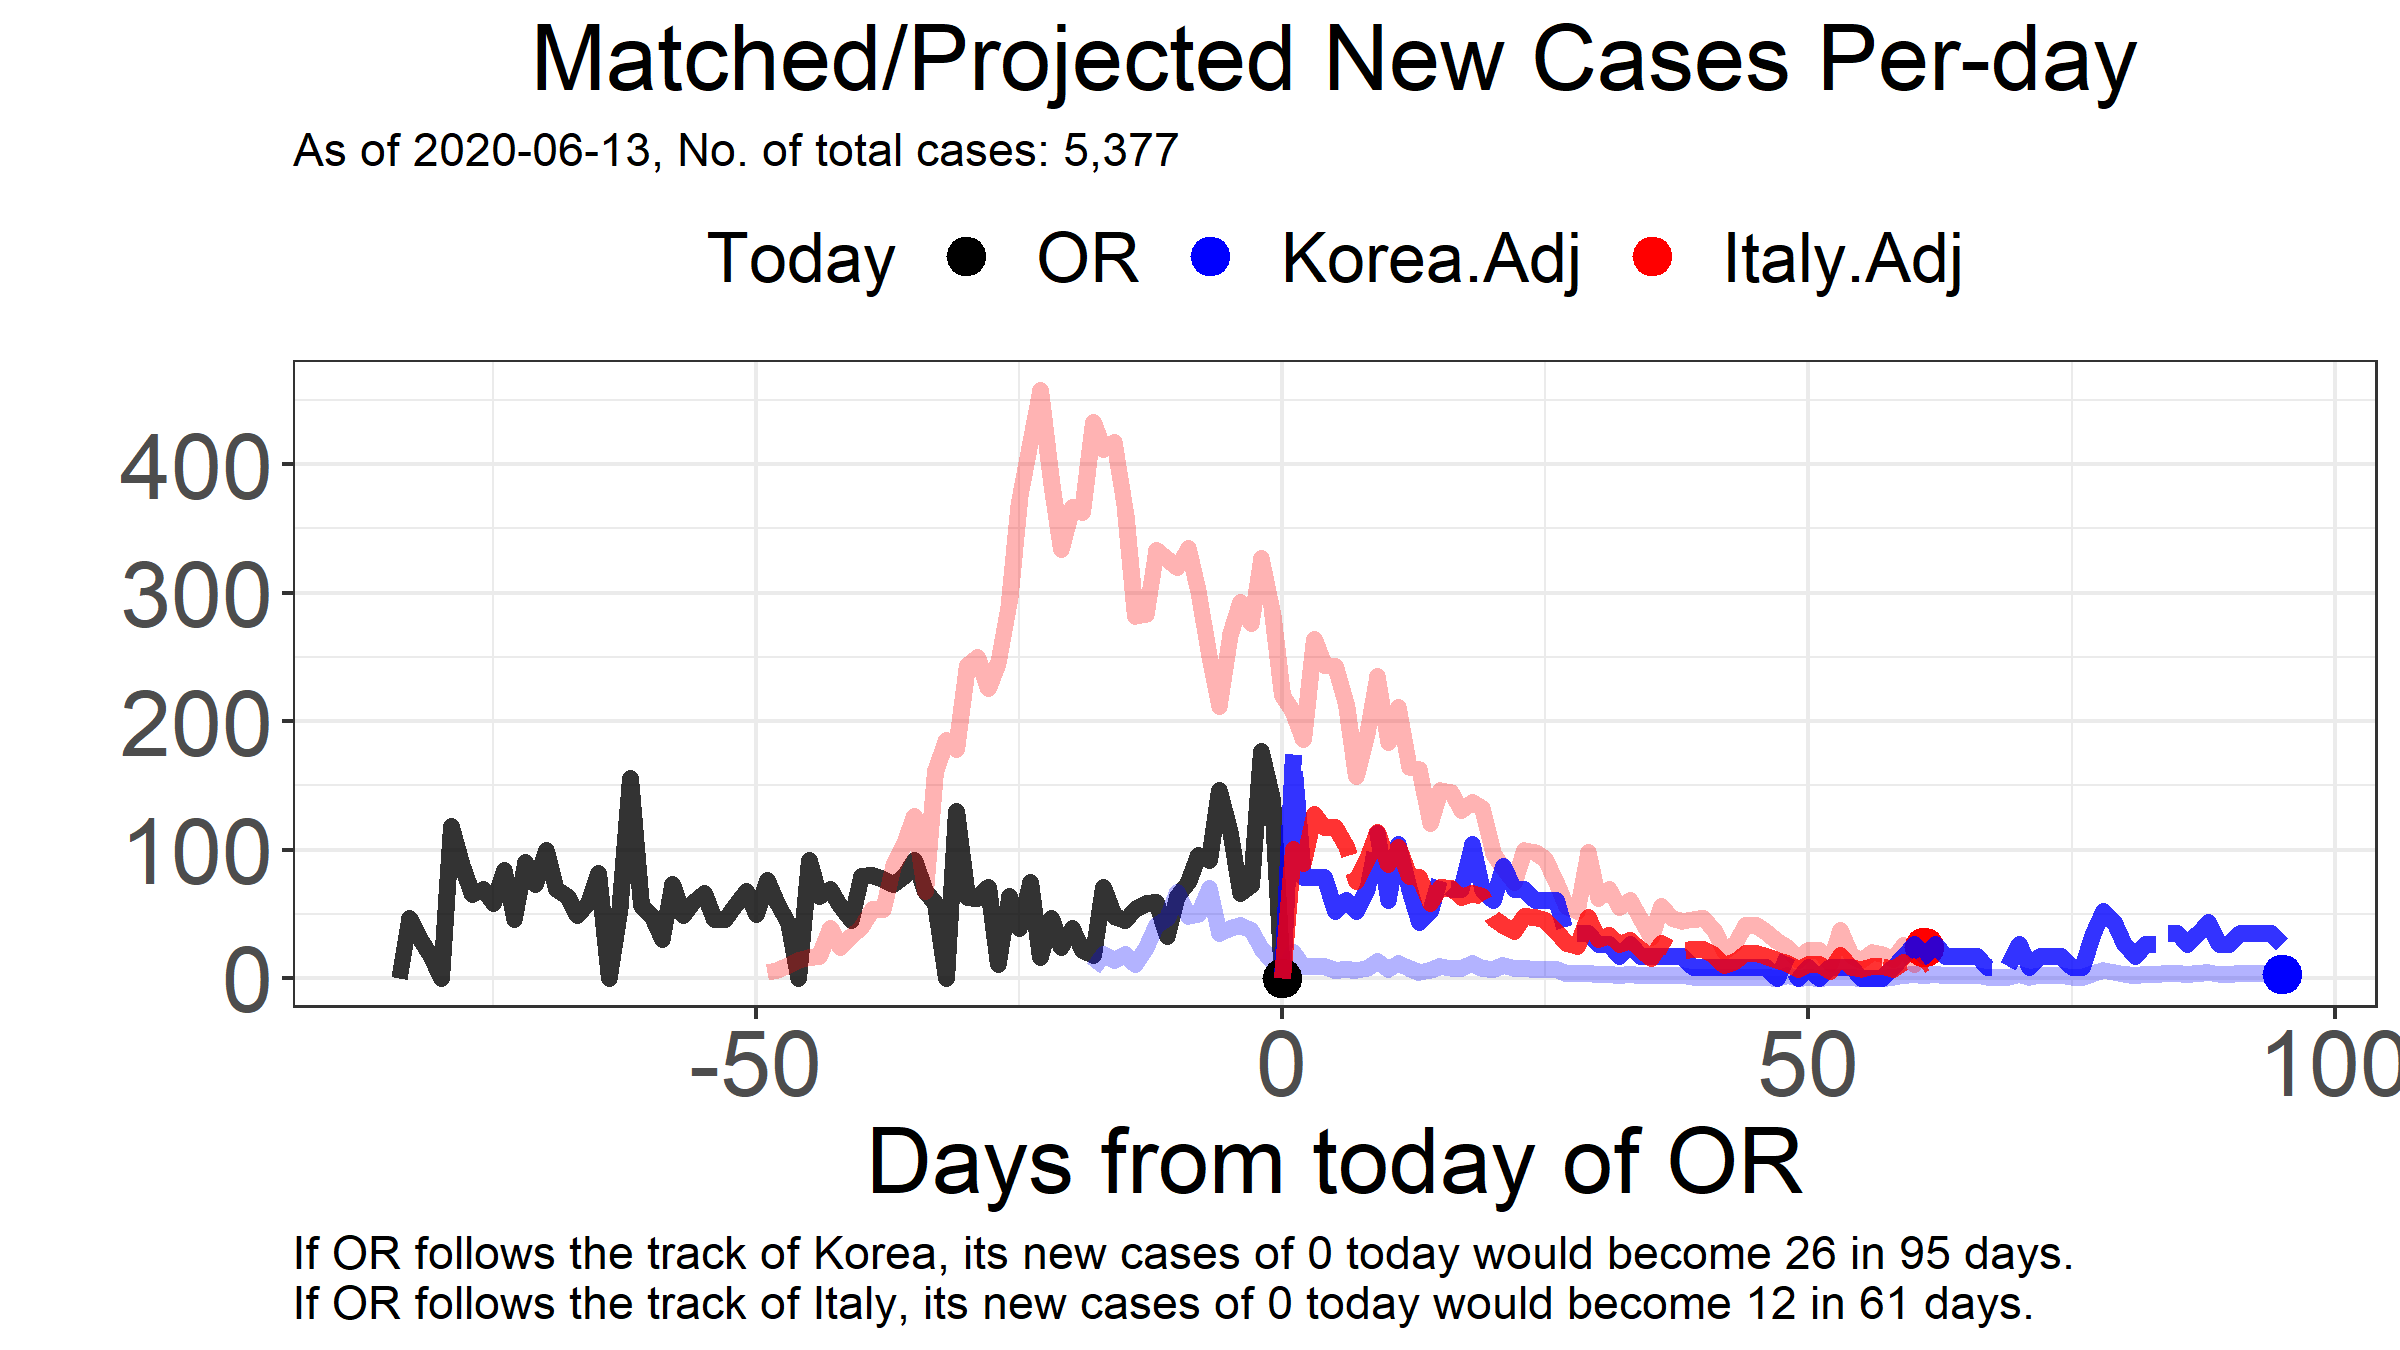 Matched/Projected New Cases Per-day
As of 2020-06-13, No. of total cases: 5,377
Today OR Korea.Adj Italy.Adj
400
300
200
100
0
-50 0 50 100
Days from today of OR
If OR follows the track of Korea, its new cases of 0 today would become 26 in 95 days.
If OR follows the track of Italy, its new cases of 0 today would become 12 in 61 days.